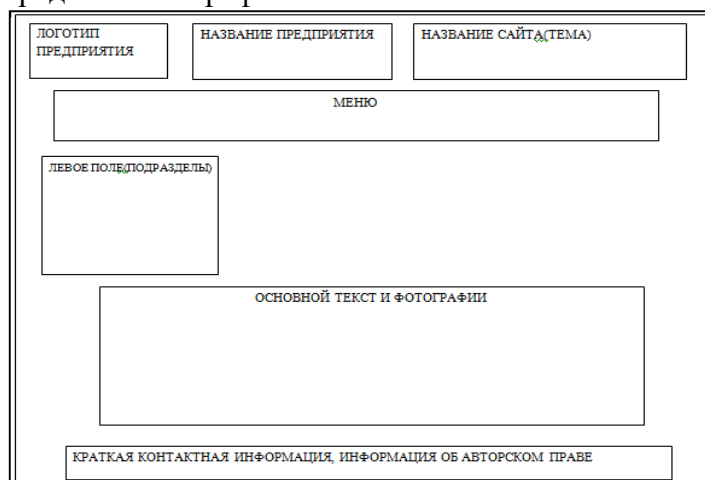 ЛОГОТИП
ПРЕДПРИЯТИЯ
НАЗВАНИЕ ПРЕДПРИЯТИЯ
НАЗВАНИЕ САЙТА(ТЕМА)
МЕНЮ
ЛЕВОЕ ПОЛЕ(ПОДРАЗДЕЛЫ)
ОСНОВНОЙ ТЕКСТ И ФОТОГРАФИИ
КРАТКАЯ КОНТАКТНАЯ ИНФОРМАЦИЯ, ИНФОРМАЦИЯ ОБ АВТОРСКОМ ПРАВЕ